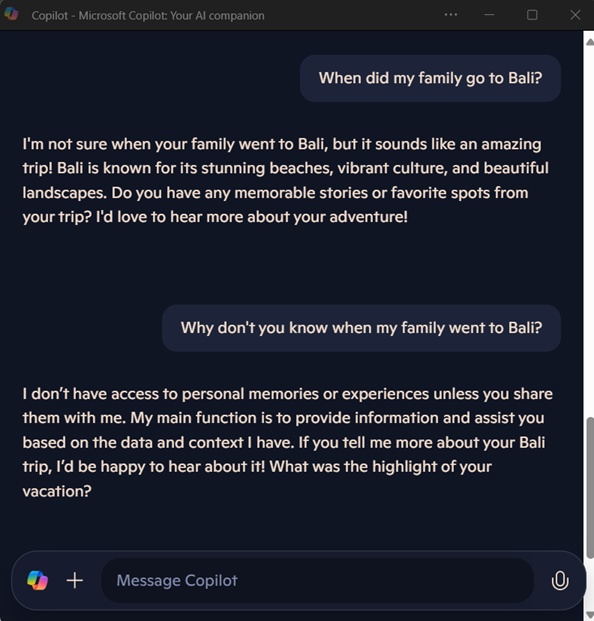 Copilot - Microsoft Copilot: Your AI companion
When did my family go to Bali?
I'm not sure when your family went to Bali, but it sounds like an amazing
trip! Bali is known for its stunning beaches, vibrant culture, and beautiful
landscapes. Do you have any memorable stories or favorite spots from
your trip? I'd love to hear more about your adventure!
Why don't you know when my family went to Bali?
I don’t have access to personal memories or experiences unless you share
them with me. My main function is to provide information and assist you
based on the data and context I have. If you tell me more about your Bali
trip, I’d be happy to hear about it! What was the highlight of your
vacation?
Message Copilot